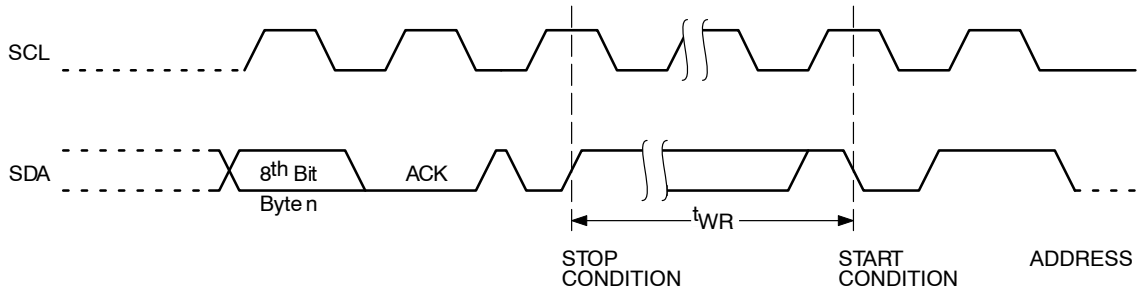 SCL
SDA
8th Bit
Byte n
ACK
tWR
STOP
CONDITION
START
CONDITION
ADDRESS